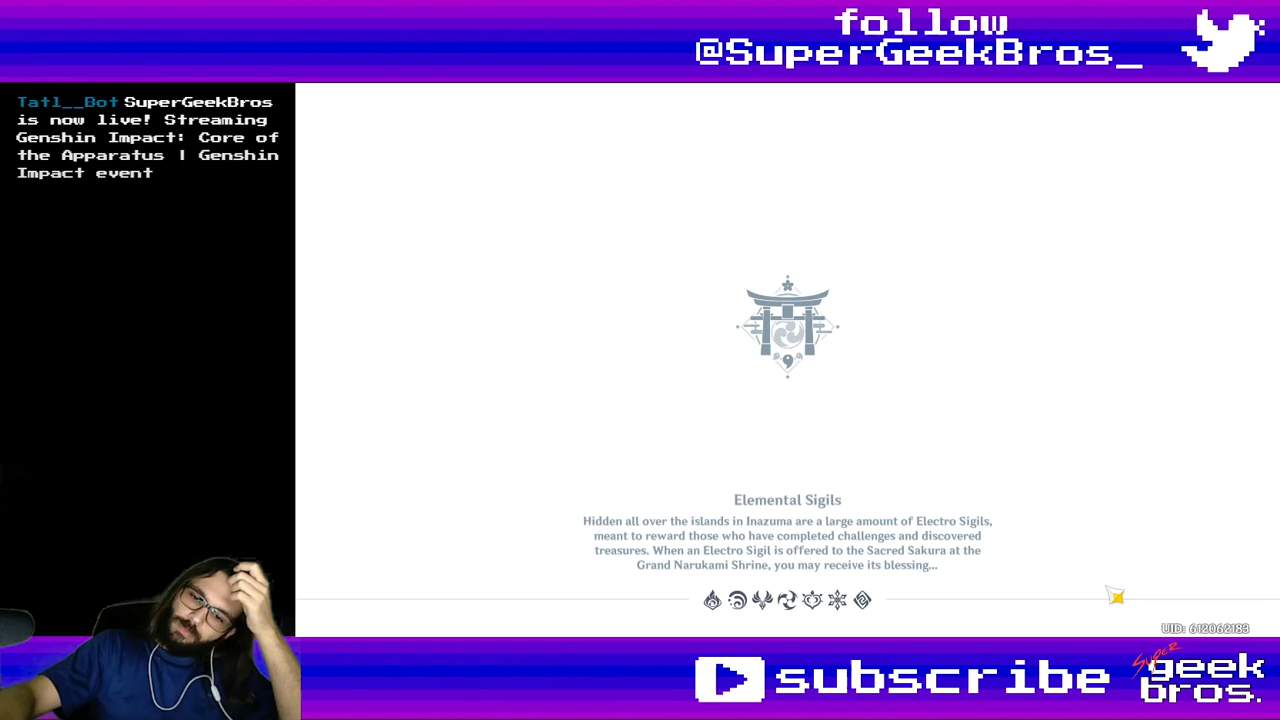 follow
@SuperGeekBros_
Tatl__Bot SuperGeekBros
is now live! Streaming
Genshin Impact: Core of
the Apparatus | Genshin
Impact event
Elemental Sigils
Hidden all over the islands in Inazuma are a large amount of Electro Sigils,
meant to reward those who have completed challenges and discovered
treasures. When an Electro Sigil is offered to the Sacred Sakura at the
Grand Narukami Shrine, you may receive its blessing...
UID: 612062183
subscribe
SUPER
geek
bros.